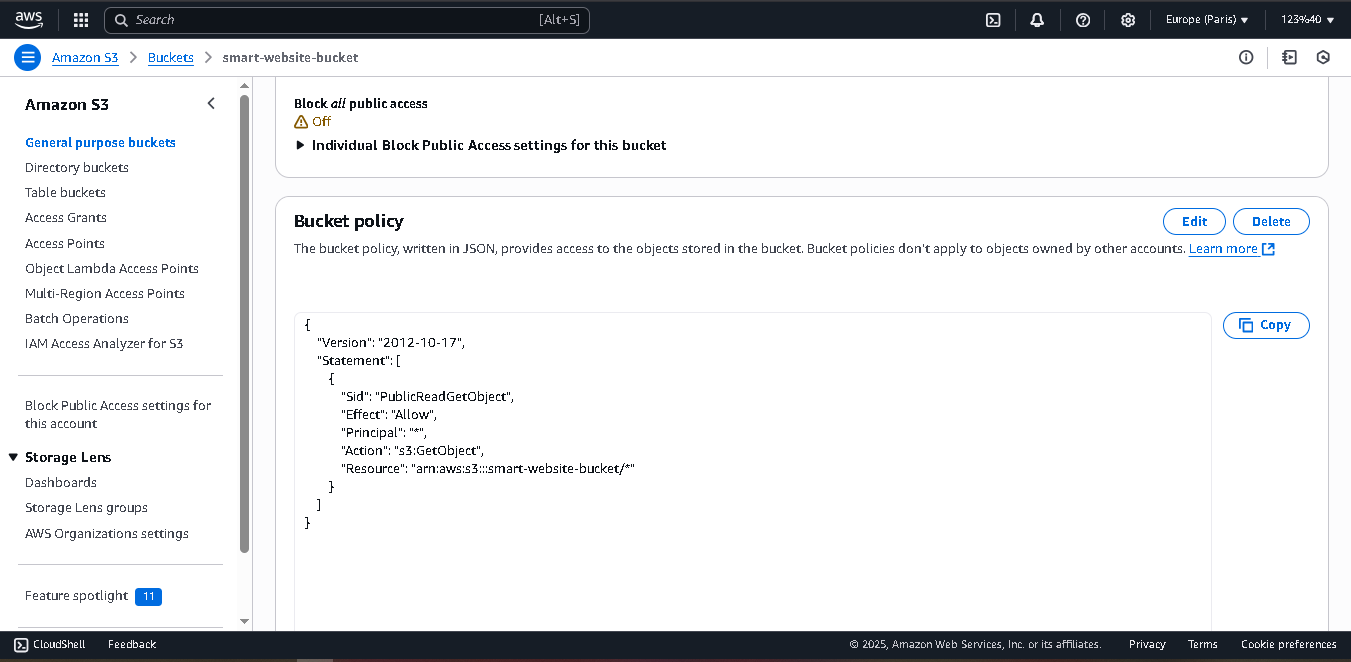 aws
Search
[Alt+S]
Europe (Paris)
123%40
Amazon S3
Buckets
smart-website-bucket
Amazon S3
General purpose buckets
Directory buckets
Table buckets
Access Grants
Access Points
Object Lambda Access Points
Multi-Region Access Points
Batch Operations
IAM Access Analyzer for S3
Block Public Access settings for
this account
Storage Lens
Dashboards
Storage Lens groups
AWS Organizations settings
Feature spotlight 11
Block all public access
Off
Individual Block Public Access settings for this bucket
Bucket policy
Edit
Delete
The bucket policy, written in JSON, provides access to the objects stored in the bucket. Bucket policies don't apply to objects owned by other accounts. Learn more
Copy
{
"Version": "2012-10-17",
"Statement": [
{
"Sid": "PublicReadGetObject",
"Effect": "Allow",
"Principal": "*",
"Action": "s3:GetObject",
"Resource": "arn:aws:s3:::smart-website-bucket/*"
}
]
}
CloudShell
Feedback
© 2025, Amazon Web Services, Inc. or its affiliates.
Privacy
Terms
Cookie preferences